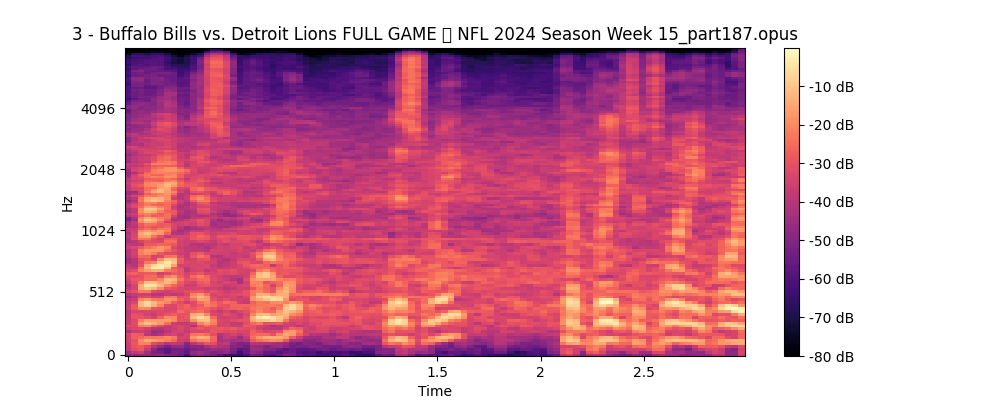 3 - Buffalo Bills vs. Detroit Lions FULL GAME ▯ NFL 2024 Season Week 15_part187.opus
Hz
4096
2048
1024
512
0
0 0.5 1 1.5 2 2.5
Time
-10 dB
-20 dB
-30 dB
-40 dB
-50 dB
-60 dB
-70 dB
-80 dB